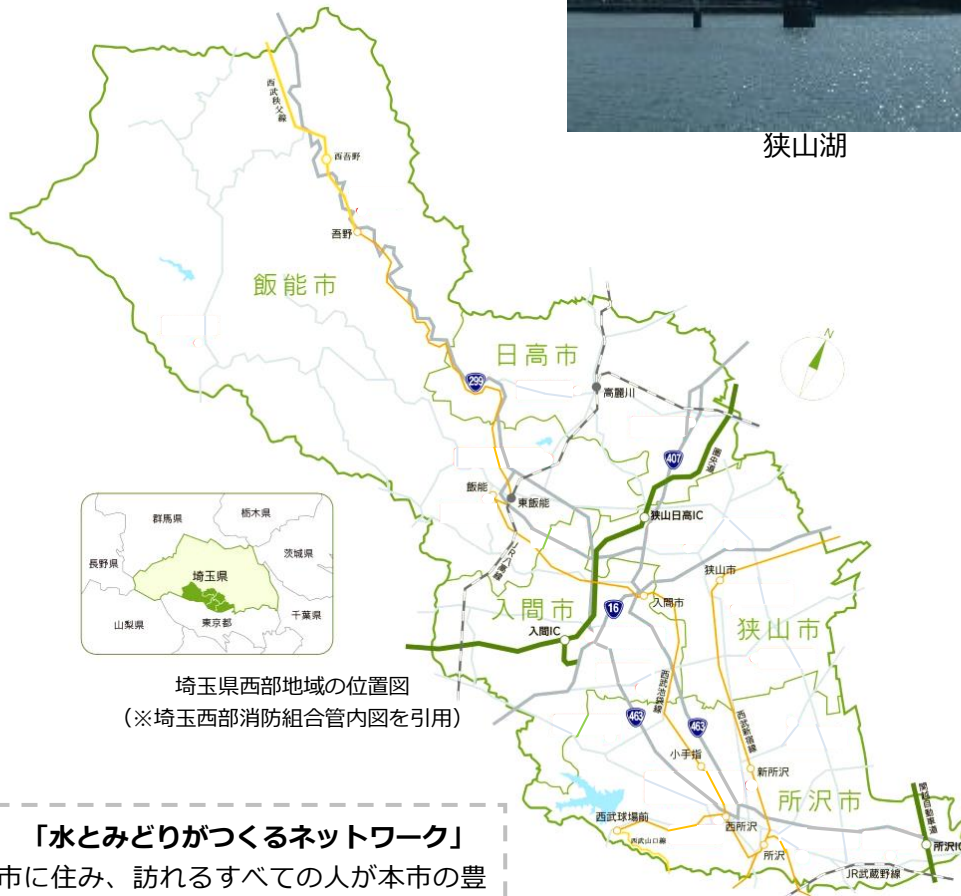 狭山湖
西武秩父線
西吾野
吾野
飯能市
日高市
N
299
高麗川
407
圏央道
飯能
東飯能
狭山日高IC
JR八高線
群馬県
栃木県
長野県
茨城県
埼玉県
山梨県
東京都
千葉県
狭山市
入間市
16
入間市
入間IC
狭山市
埼玉県西部地域の位置図
（※埼玉西部消防組合管内図を引用）
西武池袋線
463
463
西武新宿線
小手指
新所沢
所沢市
関越自動車道
西武球場前
西所沢
西武山口線
所沢
所沢IC
JR武蔵野線
「水とみどりがつくるネットワーク」
市に住み、訪れるすべての人が本市の豊